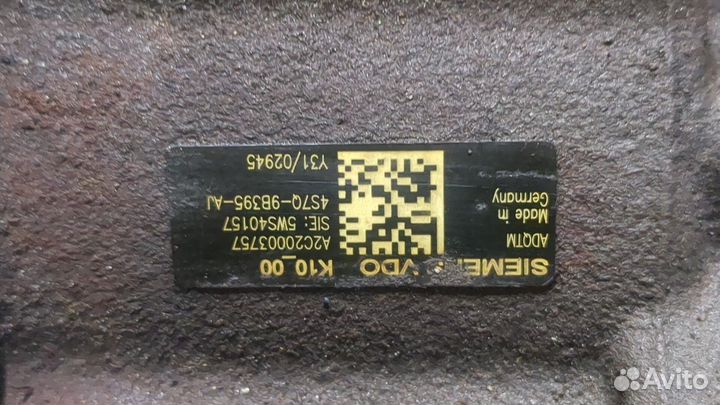 SIEME VDO K10_00
A2C20003757
SIE: 5WS40157
4S7Q-9B395-AJ
Y31/02945
ADQTM
Made in
Germany
Avito